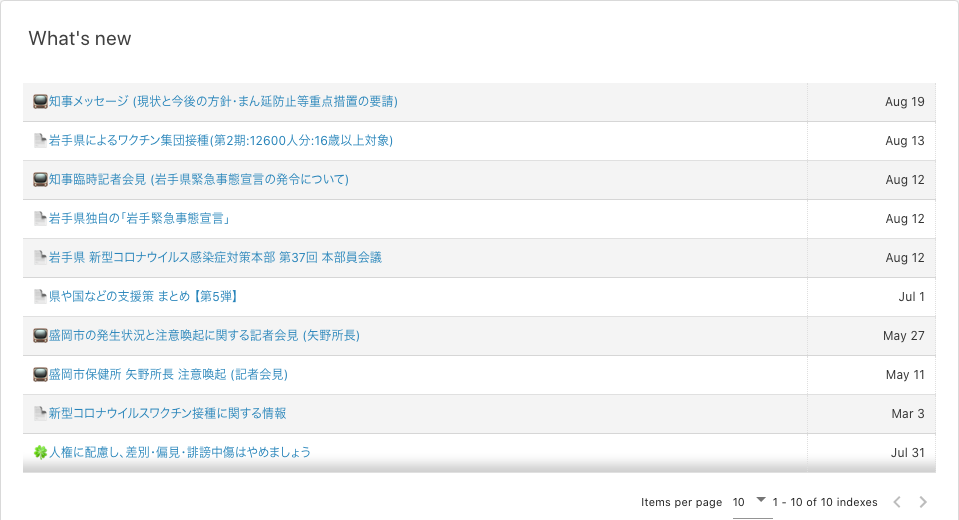 What's new
知事メッセージ (現状と今後の方針･まん延防止等重点措置の要請) Aug 19
岩手県によるワクチン集団接種(第2期:12600人分:16歳以上対象) Aug 13
知事臨時記者会見 (岩手県緊急事態宣言の発令について) Aug 12
岩手県独自の｢岩手緊急事態宣言｣ Aug 12
岩手県 新型コロナウイルス感染症対策本部 第37回 本部員会議 Aug 12
県や国などの支援策 まとめ【第5弾】 Jul 1
盛岡市の発生状況と注意喚起に関する記者会見 (矢野所長) May 27
盛岡市保健所 矢野所長 注意喚起 (記者会見) May 11
新型コロナウイルスワクチン接種に関する情報 Mar 3
人権に配慮し､差別･偏見･誹謗中傷はやめましょう Jul 31
Items per page 10 1 - 10 of 10 indexes